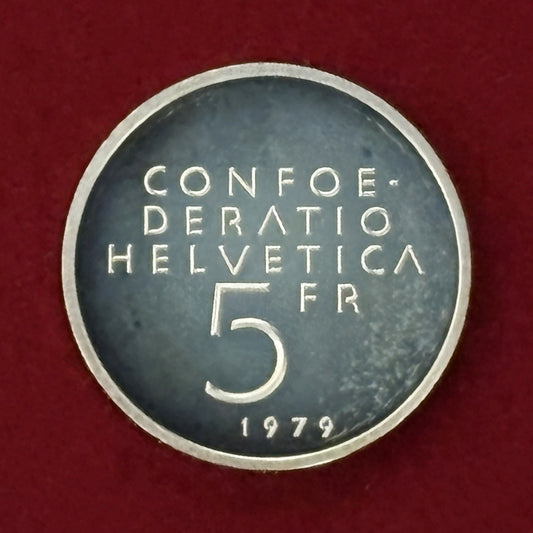 CONFOE-
DERATIO
HELVETICA
5 FR
1979